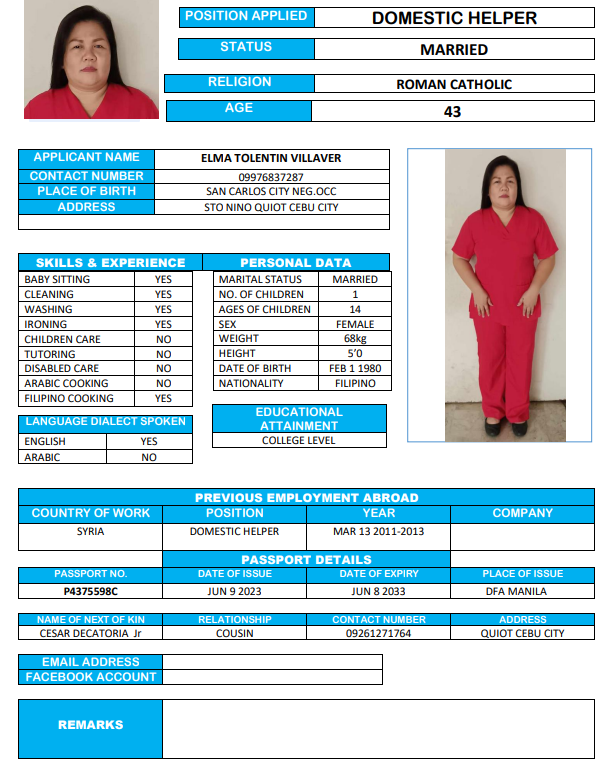 POSITION APPLIED DOMESTIC HELPER
STATUS MARRIED
RELIGION ROMAN CATHOLIC
AGE 43
APPLICANT NAME ELMA TOLENTIN VILLAVER
CONTACT NUMBER 09976837287
PLACE OF BIRTH SAN CARLOS CITY NEG.OCC
ADDRESS STO NINO QUIOT CEBU CITY
SKILLS & EXPERIENCE
BABY SITTING YES
CLEANING YES
WASHING YES
IRONING YES
CHILDREN CARE NO
TUTORING NO
DISABLED CARE NO
ARABIC COOKING NO
FILIPINO COOKING YES
LANGUAGE DIALECT SPOKEN
ENGLISH YES
ARABIC NO
PERSONAL DATA
MARITAL STATUS MARRIED
NO. OF CHILDREN 1
AGES OF CHILDREN 14
SEX FEMALE
WEIGHT 68kg
HEIGHT 5'0
DATE OF BIRTH FEB 1 1980
NATIONALITY FILIPINO
EDUCATIONAL
ATTAINMENT
COLLEGE LEVEL
PREVIOUS EMPLOYMENT ABROAD
COUNTRY OF WORK POSITION YEAR COMPANY
SYRIA DOMESTIC HELPER MAR 13 2011-2013
PASSPORT DETAILS
PASSPORT NO. DATE OF ISSUE DATE OF EXPIRY PLACE OF ISSUE
P4375598C JUN 9 2023 JUN 8 2033 DFA MANILA
NAME OF NEXT OF KIN RELATIONSHIP CONTACT NUMBER ADDRESS
CESAR DECATORIA Jr COUSIN 09261271764 QUIOT CEBU CITY
EMAIL ADDRESS
FACEBOOK ACCOUNT
REMARKS